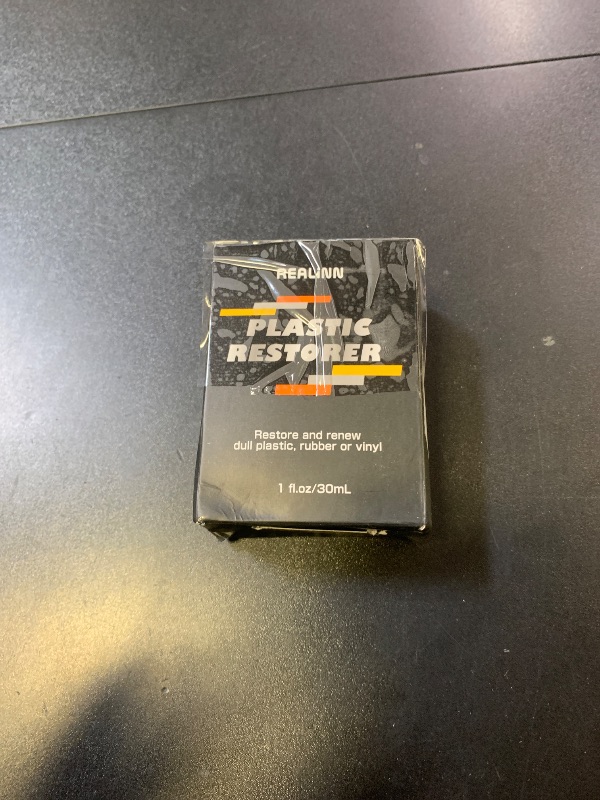 REALINN
PLASTIC
RESTORER
Restore and renew
dull plastic, rubber or vinyl
1 fl.oz/30mL